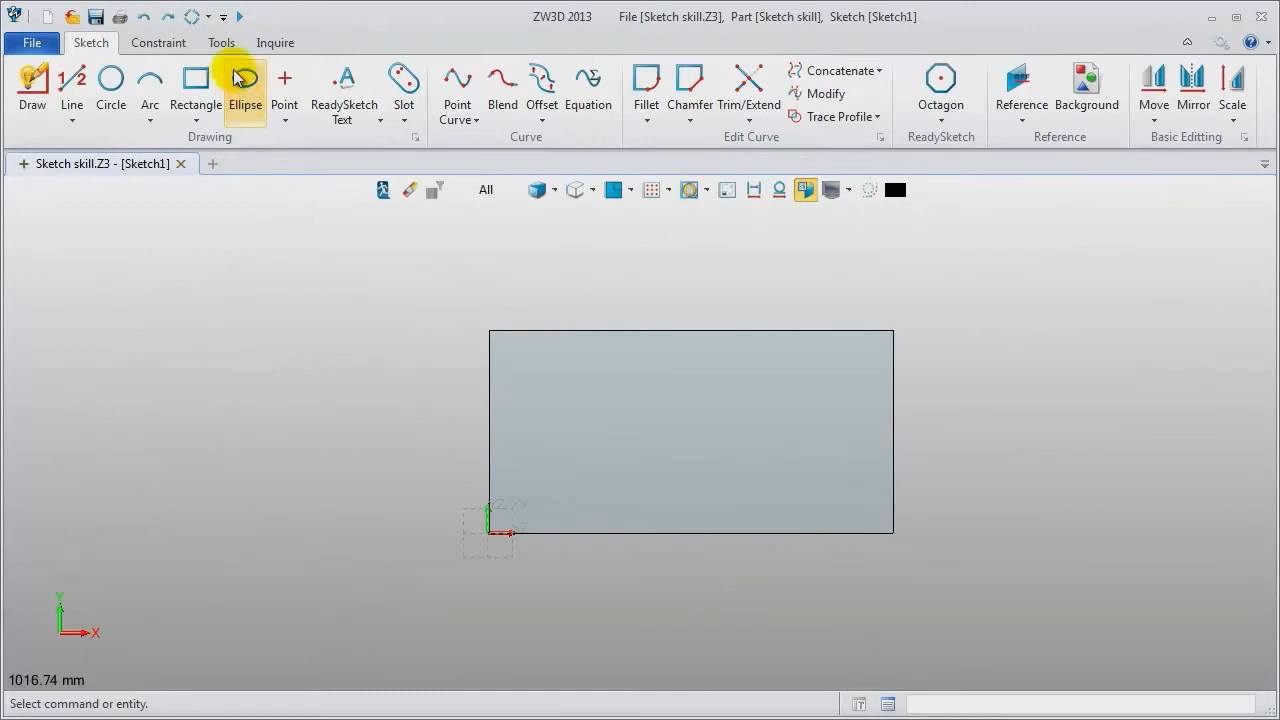 ZW3D 2013 File [Sketch skill.Z3], Part [Sketch skill], Sketch [Sketch1]
File Sketch Constraint Tools Inquire
Draw Line Circle Arc Rectangle Ellipse Point ReadySketch Text Slot
Drawing
Point Curve Blend Offset Equation
Curve
Fillet Chamfer Trim/Extend Concatenate
Modify
Trace Profile
Edit Curve
Octagon
ReadySketch
Reference Background
Reference
Move Mirror Scale
Basic Editing
Sketch skill.Z3 - [Sketch1]
All
Y
X
1016.74 mm
Select command or entity.